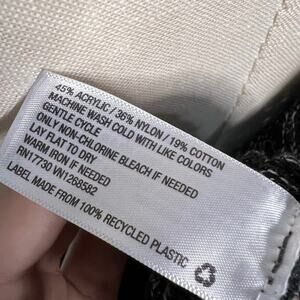 45% ACRYLIC / 36% NYLON / 19% COTTON
MACHINE WASH COLD WITH LIKE COLORS
GENTLE CYCLE
ONLY NON-CHLORINE BLEACH IF NEEDED
LAY FLAT TO DRY
WARM IRON IF NEEDED
RN17730 VN1268582
LABEL MADE FROM 100% RECYCLED PLASTIC